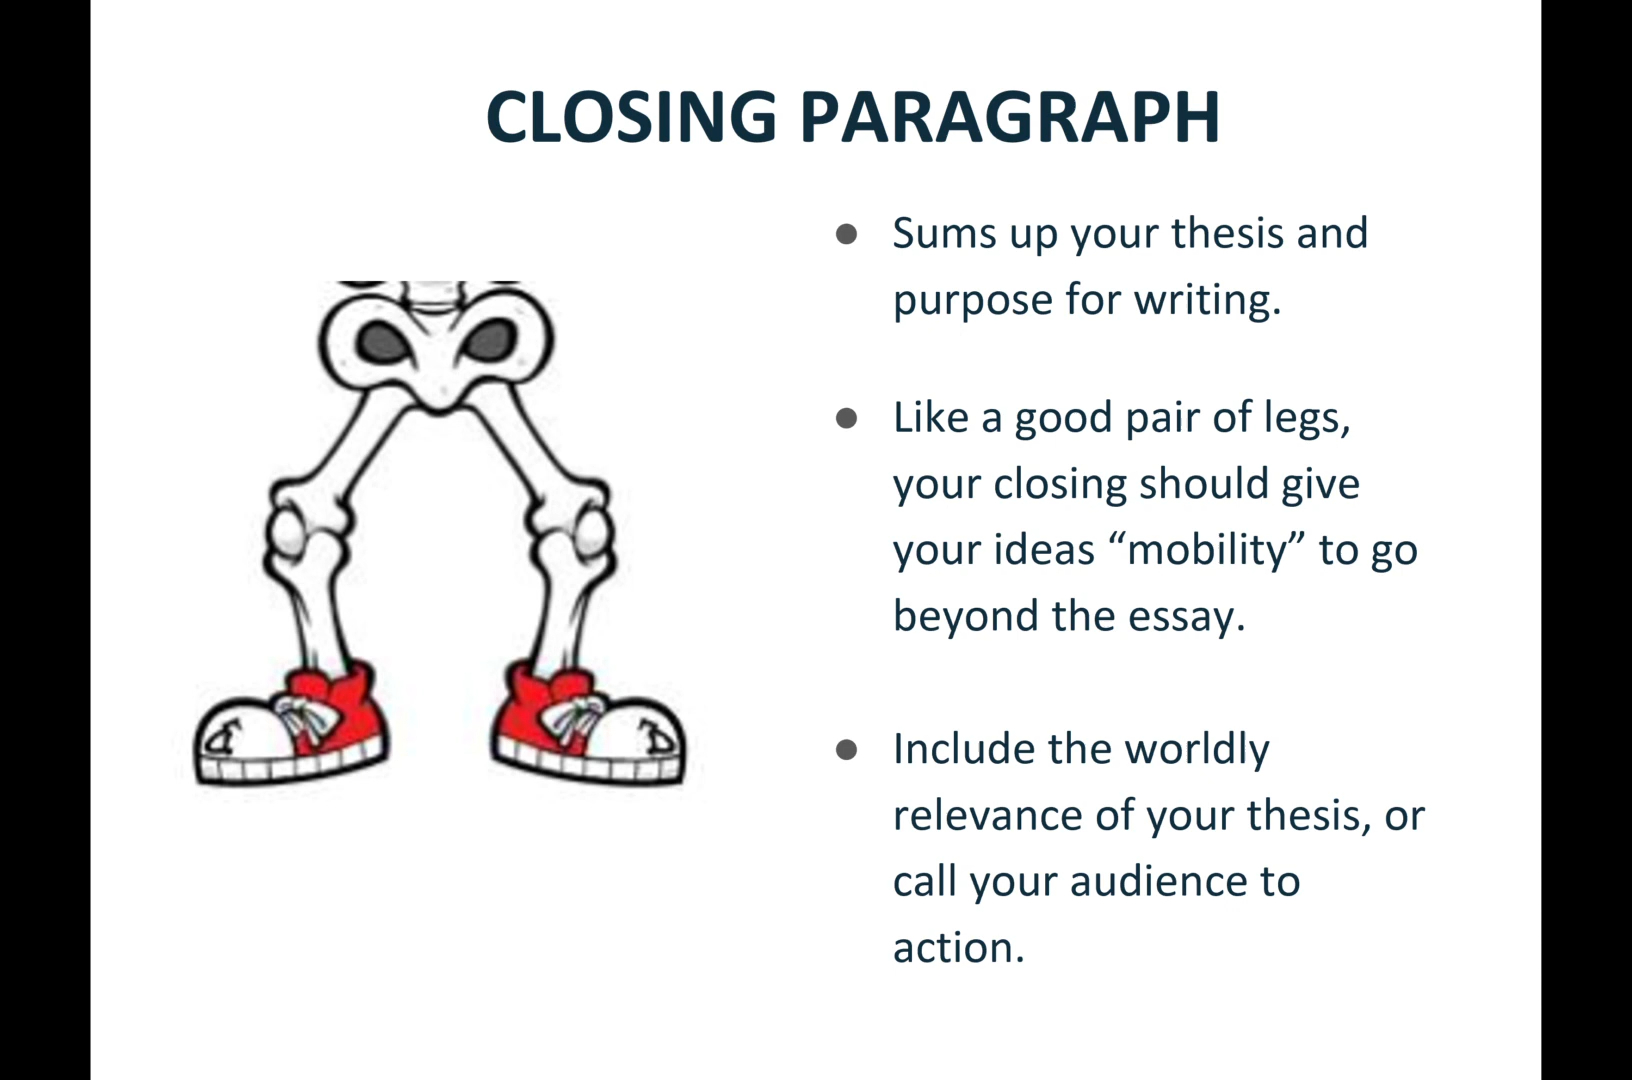 CLOSING PARAGRAPH
● Sums up your thesis and
purpose for writing.
● Like a good pair of legs,
your closing should give
your ideas “mobility” to go
beyond the essay.
● Include the worldly
relevance of your thesis, or
call your audience to
action.